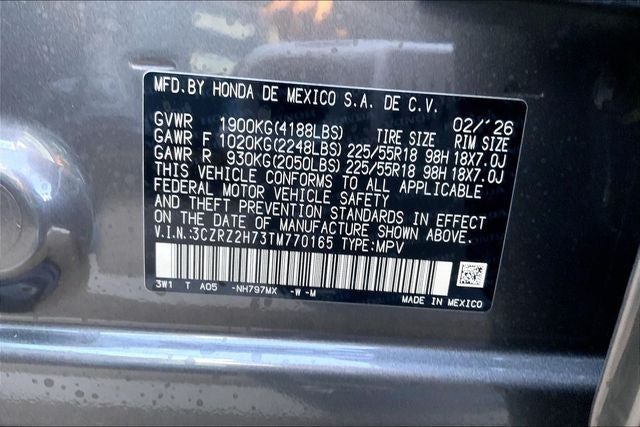 MFD.BY HONDA DE MEXICO S.A. DE C.V.
02/'26
GVWR 1900KG(4188LBS) TIRE SIZE RIM SIZE
GAWR F 1020KG(2248LBS) 225/55R18 98H 18X7.0J
GAWR R 930KG(2050LBS) 225/55R18 98H 18X7.0J
THIS VEHICLE CONFORMS TO ALL APPLICABLE
FEDERAL MOTOR VEHICLE SAFETY
AND THEFT PREVENTION STANDARDS IN EFFECT
ON THE DATE OF MANUFACTURE SHOWN ABOVE.
V.I.N.:3CZRZ2H73TM770165 TYPE:MPV
3W1 T A05 -NH797MX -W -M
MADE IN MEXICO